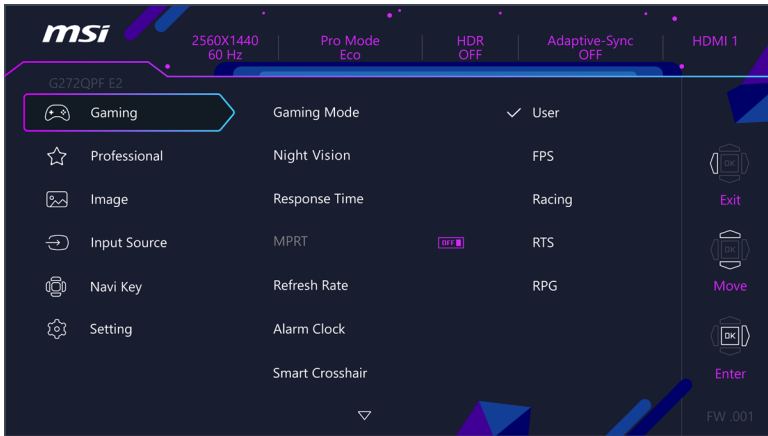 msi
2560X1440
60 Hz
Pro Mode
Eco
HDR
OFF
Adaptive-Sync
OFF
HDMI 1
G272QPF E2
Gaming
Professional
Image
Input Source
Navi Key
Setting
Gaming Mode
Night Vision
Response Time
MPRT
OFF
Refresh Rate
Alarm Clock
Smart Crosshair
User
FPS
Racing
RTS
RPG
OK
Exit
OK
Move
OK
Enter
FW .001